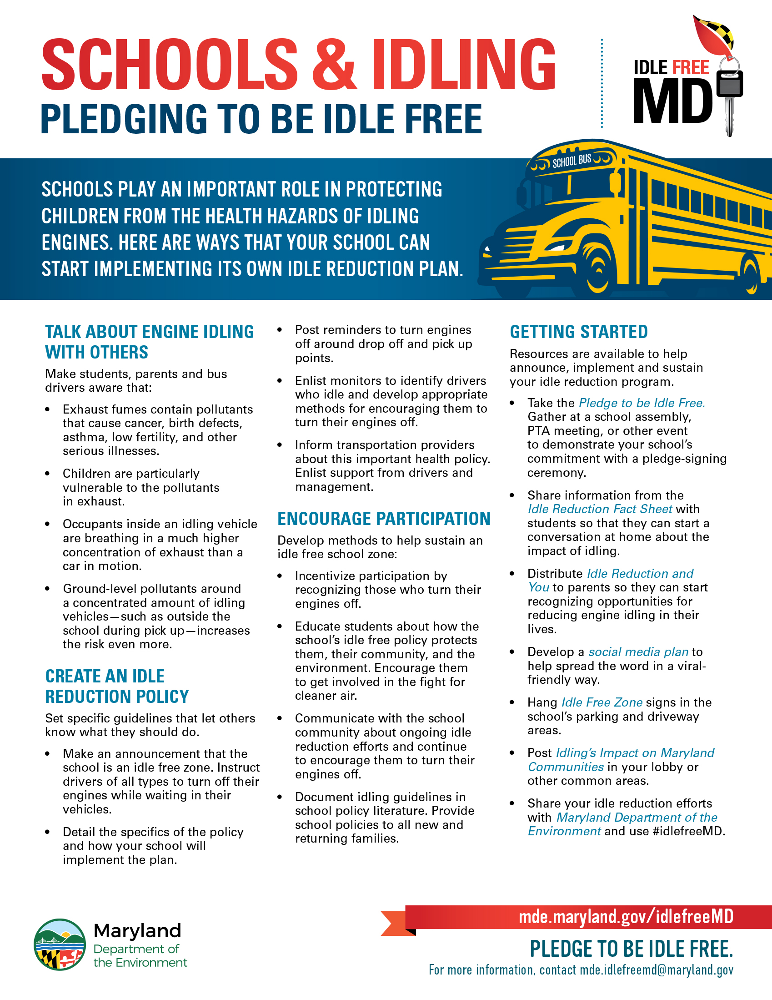 SCHOOLS & IDLING
PLEDGING TO BE IDLE FREE
IDLE FREE
MD
SCHOOL BUS
SCHOOLS PLAY AN IMPORTANT ROLE IN PROTECTING
CHILDREN FROM THE HEALTH HAZARDS OF IDLING
ENGINES. HERE ARE WAYS THAT YOUR SCHOOL CAN
START IMPLEMENTING ITS OWN IDLE REDUCTION PLAN.
TALK ABOUT ENGINE IDLING
WITH OTHERS
Make students, parents and bus
drivers aware that:
• Exhaust fumes contain pollutants
that cause cancer, birth defects,
asthma, low fertility, and other
serious illnesses.
• Children are particularly
vulnerable to the pollutants
in exhaust.
• Occupants inside an idling vehicle
are breathing in a much higher
concentration of exhaust than a
car in motion.
• Ground-level pollutants around
a concentrated amount of idling
vehicles—such as outside the
school during pick up—increases
the risk even more.
CREATE AN IDLE
REDUCTION POLICY
Set specific guidelines that let others
know what they should do.
• Make an announcement that the
school is an idle free zone. Instruct
drivers of all types to turn off their
engines while waiting in their
vehicles.
• Detail the specifics of the policy
and how your school will
implement the plan.
• Post reminders to turn engines
off around drop off and pick up
points.
• Enlist monitors to identify drivers
who idle and develop appropriate
methods for encouraging them to
turn their engines off.
• Inform transportation providers
about this important health policy.
Enlist support from drivers and
management.
ENCOURAGE PARTICIPATION
Develop methods to help sustain an
idle free school zone:
• Incentivize participation by
recognizing those who turn their
engines off.
• Educate students about how the
school's idle free policy protects
them, their community, and the
environment. Encourage them
to get involved in the fight for
cleaner air.
• Communicate with the school
community about ongoing idle
reduction efforts and continue
to encourage them to turn their
engines off.
• Document idling guidelines in
school policy literature. Provide
school policies to all new and
returning families.
GETTING STARTED
Resources are available to help
announce, implement and sustain
your idle reduction program.
• Take the Pledge to be Idle Free.
Gather at a school assembly,
PTA meeting, or other event
to demonstrate your school's
commitment with a pledge-signing
ceremony.
• Share information from the
Idle Reduction Fact Sheet with
students so that they can start a
conversation at home about the
impact of idling.
• Distribute Idle Reduction and
You to parents so they can start
recognizing opportunities for
reducing engine idling in their
lives.
• Develop a social media plan to
help spread the word in a viral-
friendly way.
• Hang Idle Free Zone signs in the
school's parking and driveway
areas.
• Post Idling's Impact on Maryland
Communities in your lobby or
other common areas.
• Share your idle reduction efforts
with Maryland Department of the
Environment and use #idlefreeMD.
Maryland
Department of
the Environment
mde.maryland.gov/idlefreeMD
PLEDGE TO BE IDLE FREE.
For more information, contact mde.idlefreemd@maryland.gov